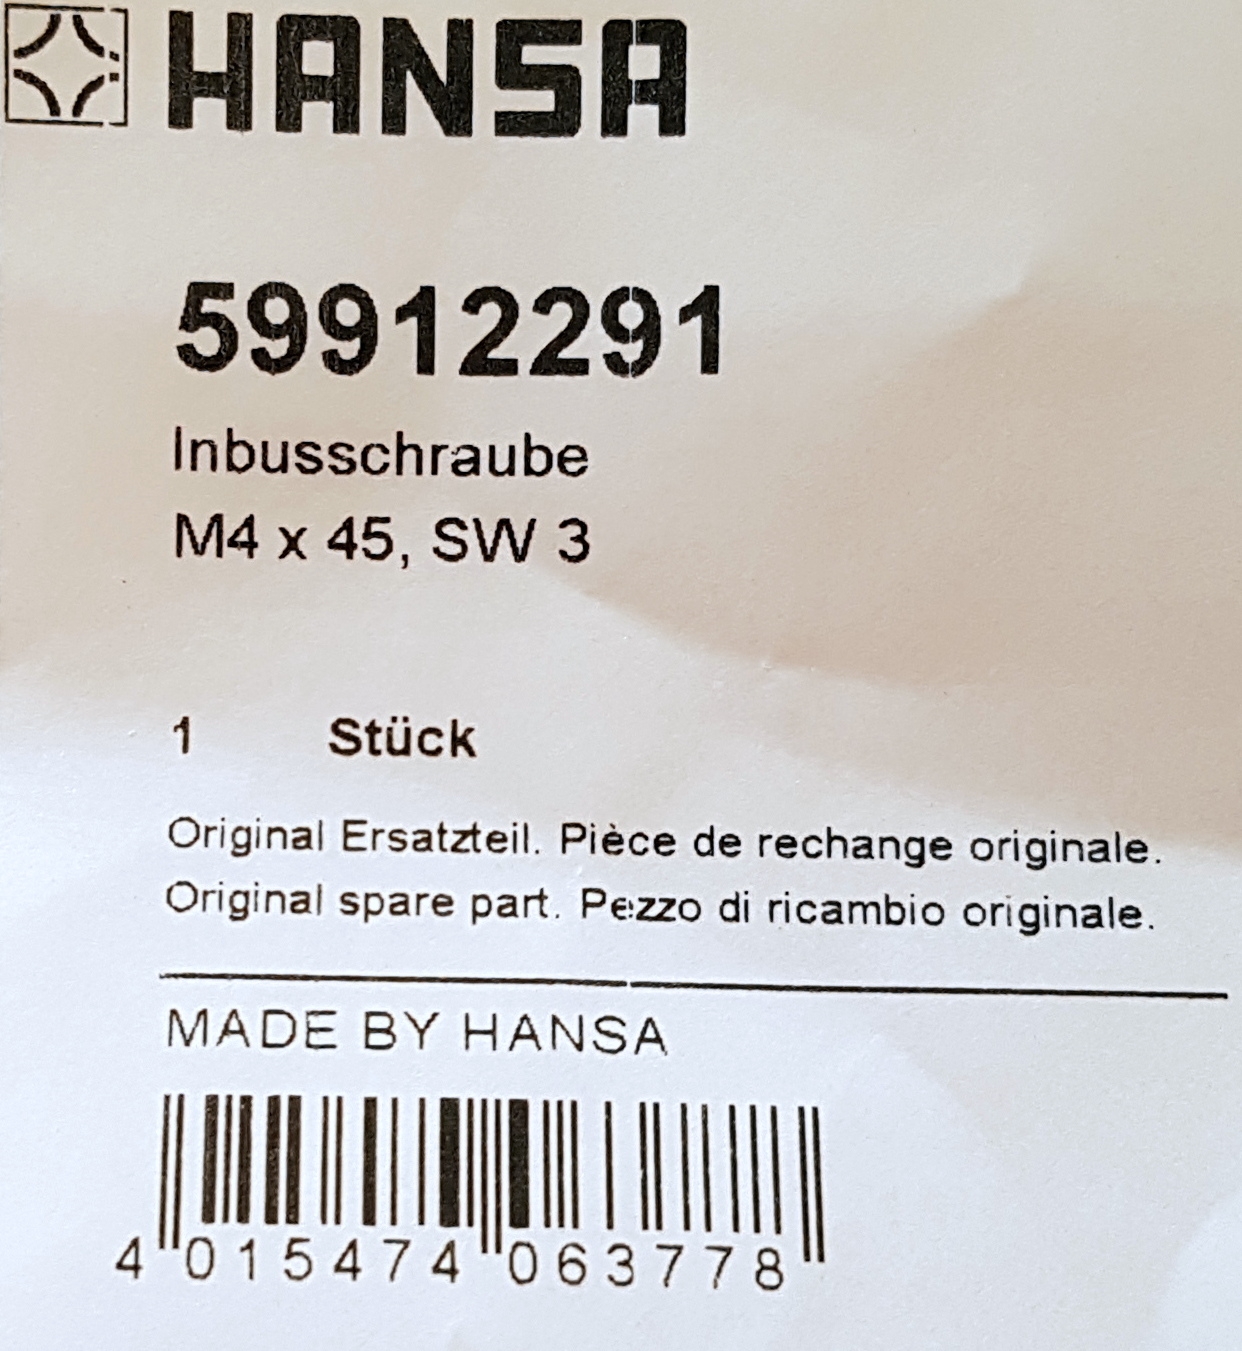 HANSA
59912291
Inbusschraube
M4 x 45, SW 3
1 Stück
Original Ersatzteil. Pièce de rechange originale.
Original spare part. Pezzo di ricambio originale.
MADE BY HANSA
4 015474 063778